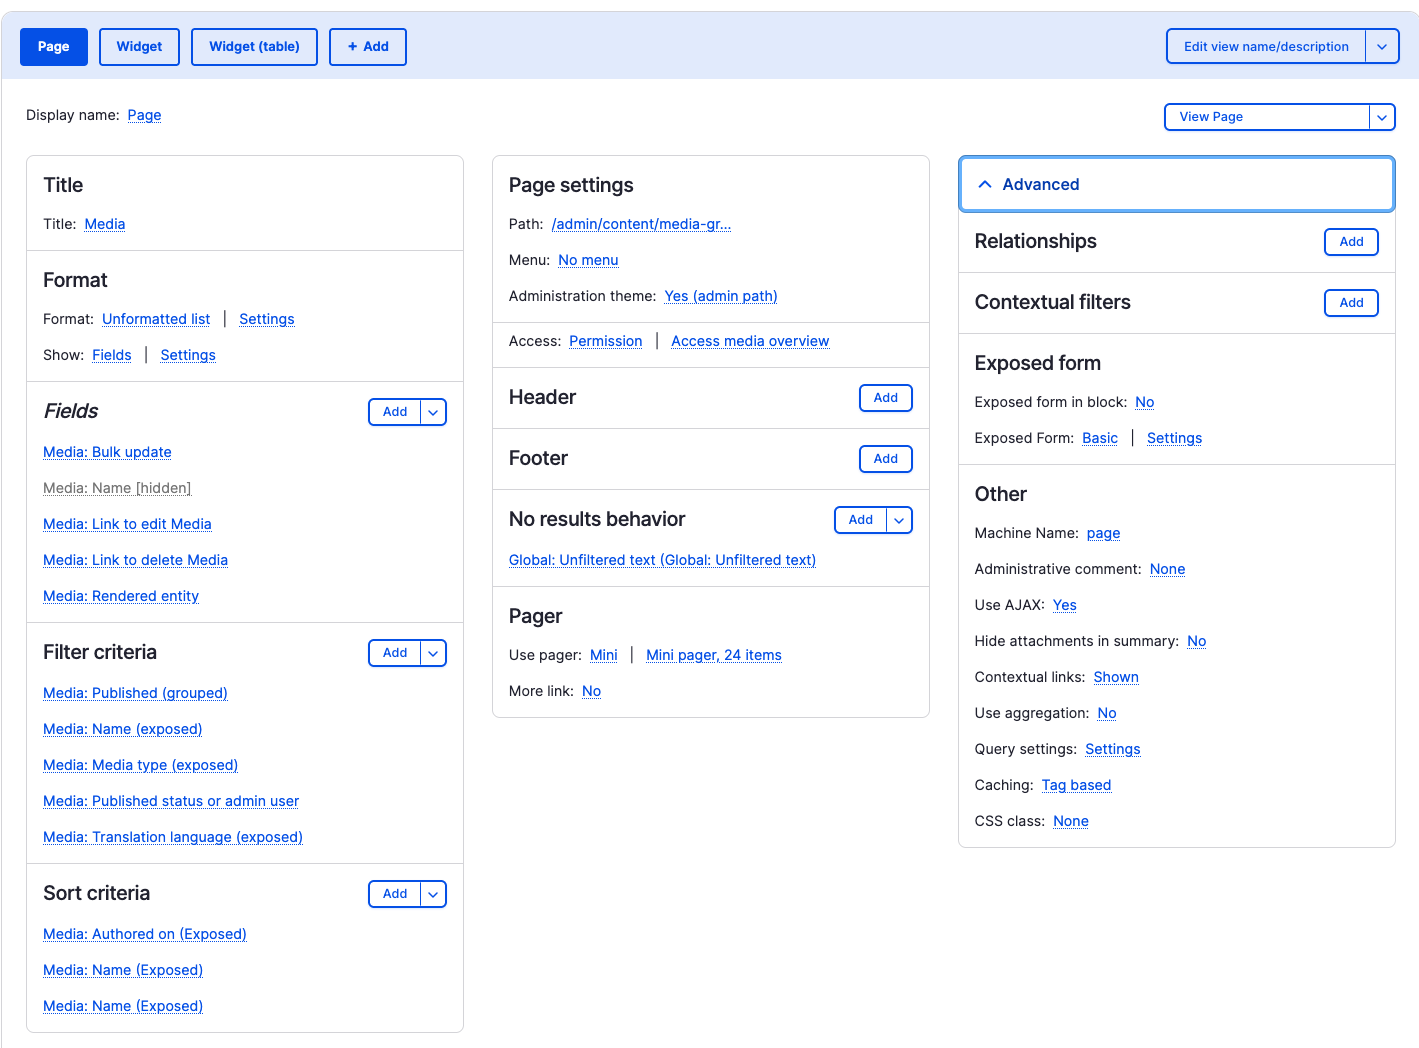 Page
Widget
Widget (table)
+ Add
Edit view name/description
Display name: Page
View Page
Title
Title: Media
Format
Format: Unformatted list | Settings
Show: Fields | Settings
Fields
Add
Media: Bulk update
Media: Name [hidden]
Media: Link to edit Media
Media: Link to delete Media
Media: Rendered entity
Filter criteria
Add
Media: Published (grouped)
Media: Name (exposed)
Media: Media type (exposed)
Media: Published status or admin user
Media: Translation language (exposed)
Sort criteria
Add
Media: Authored on (Exposed)
Media: Name (Exposed)
Media: Name (Exposed)
Page settings
Path: /admin/content/media-gr...
Menu: No menu
Administration theme: Yes (admin path)
Access: Permission | Access media overview
Header
Add
Footer
Add
No results behavior
Add
Global: Unfiltered text (Global: Unfiltered text)
Pager
Use pager: Mini | Mini pager, 24 items
More link: No
Advanced
Relationships
Add
Contextual filters
Add
Exposed form
Exposed form in block: No
Exposed Form: Basic | Settings
Other
Machine Name: page
Administrative comment: None
Use AJAX: Yes
Hide attachments in summary: No
Contextual links: Shown
Use aggregation: No
Query settings: Settings
Caching: Tag based
CSS class: None